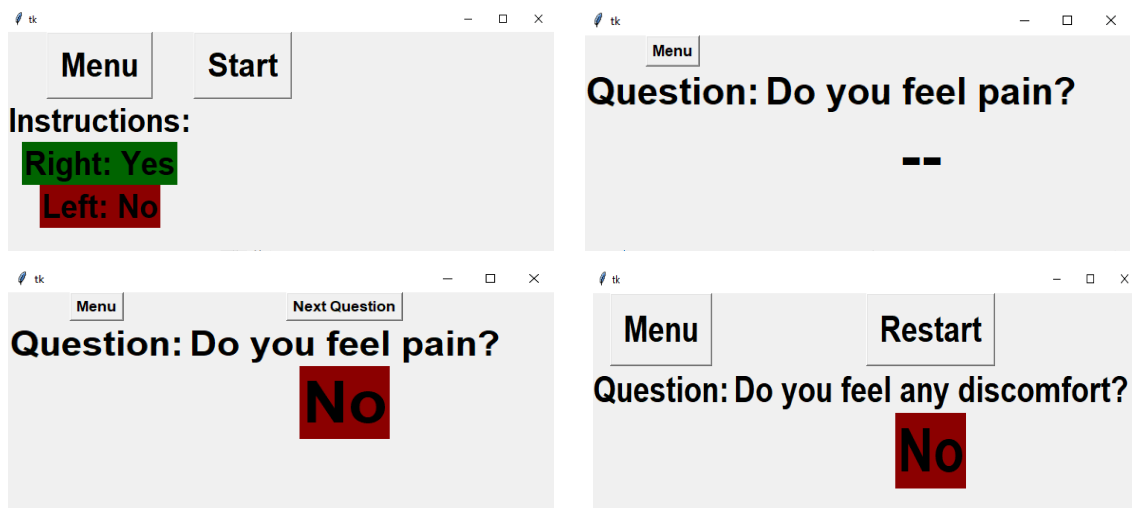 tk
Menu Start
Instructions:
Right: Yes
Left: No
tk
Menu
Question: Do you feel pain?
--
tk
Menu Next Question
Question: Do you feel pain?
No
tk
Menu Restart
Question: Do you feel any discomfort?
No